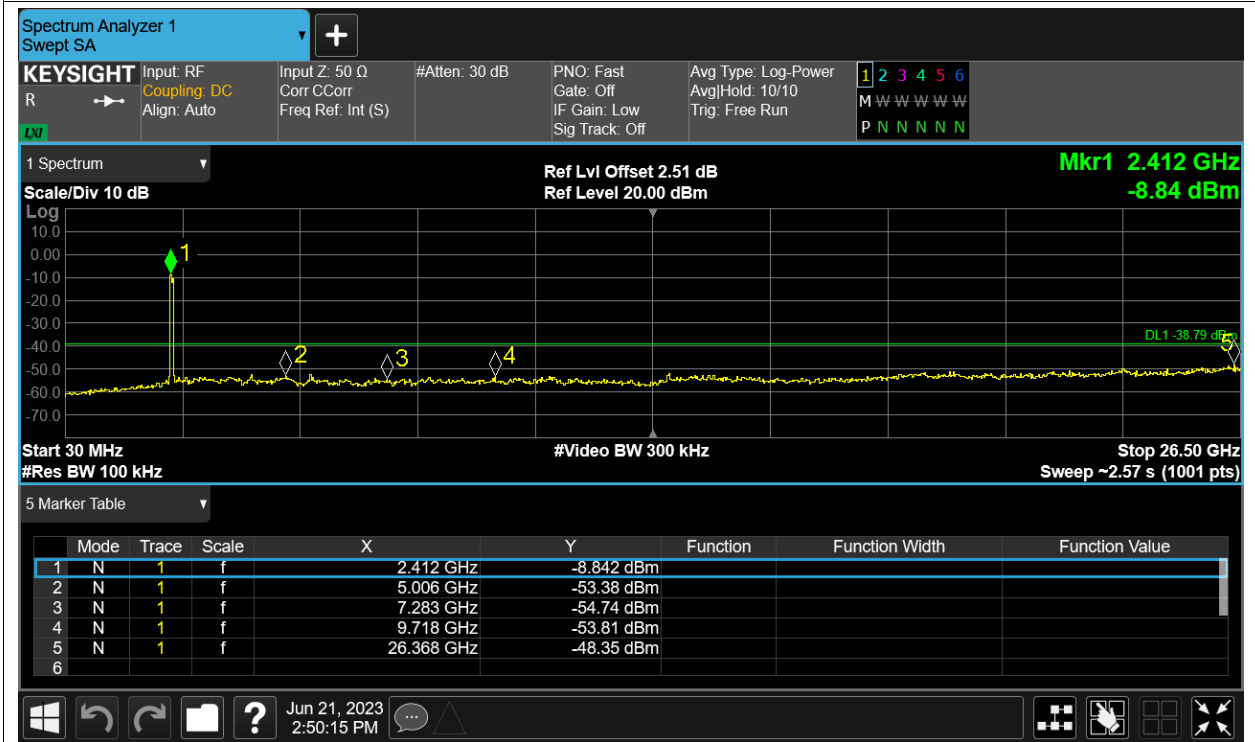 Spectrum Analyzer 1
Swept SA
KEYSIGHT
R
LXI
Input: RF
Coupling: DC
Align: Auto
Input Z: 50 Ω
Corr CCorr
Freq Ref: Int (S)
#Atten: 30 dB
PNO: Fast
Gate: Off
IF Gain: Low
Sig Track: Off
Avg Type: Log-Power
Avg|Hold: 10/10
Trig: Free Run
1 2 3 4 5 6
M W W W W W
P N N N N N
1 Spectrum
Scale/Div 10 dB
Ref Lvl Offset 2.51 dB
Ref Level 20.00 dBm
Mkr1 2.412 GHz
-8.84 dBm
Log
10.0
0.00
-10.0
-20.0
-30.0
-40.0
-50.0
-60.0
-70.0
1
2
3
4
5
DL1 -38.79 dBm
Start 30 MHz
#Video BW 300 kHz
Stop 26.50 GHz
#Res BW 100 kHz
Sweep ~2.57 s (1001 pts)
5 Marker Table
Mode Trace Scale X Y Function Function Width Function Value
1 N 1 f 2.412 GHz -8.842 dBm
2 N 1 f 5.006 GHz -53.38 dBm
3 N 1 f 7.283 GHz -54.74 dBm
4 N 1 f 9.718 GHz -53.81 dBm
5 N 1 f 26.368 GHz -48.35 dBm
6
?
Jun 21, 2023
2:50:15 PM